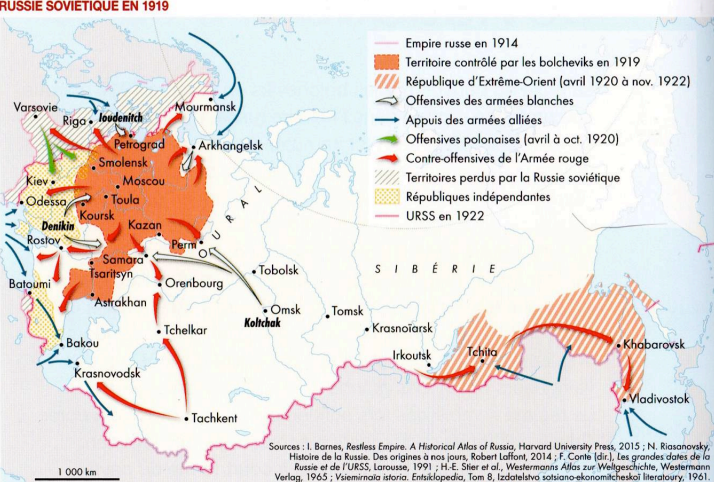 RUSSIE SOVIÉTIQUE EN 1919
Empire russe en 1914
Territoire contrôlé par les bolcheviks en 1919
République d'Extrême-Orient (avril 1920 à nov. 1922)
Offensives des armées blanches
Appuis des armées alliées
Offensives polonaises (avril à oct. 1920)
Contre-offensives de l'Armée rouge
Territoires perdus par la Russie soviétique
Républiques indépendantes
URSS en 1922
Varsovie
Riga
Ioudenitch
Mourmansk
Petrograd
Arkhangelsk
Smolensk
Kiev
Moscou
Odessa
Toula
Koursk
Denikin
Kazan
Rostov
Perm
OURAL
Samara
Tsaritsyn
Batoumi
Orenbourg
Tobolsk
SIBÉRIE
Astrakhan
Omsk
Koltchak
Tomsk
Tchelkar
Krasnoïarsk
Bakou
Irkoutsk
Tchita
Khabarovsk
Krasnovodsk
Vladivostok
Tachkent
Sources : I. Barnes, Restless Empire. A Historical Atlas of Russia, Harvard University Press, 2015 ; N. Riasanovsky,
Histoire de la Russie. Des origines à nos jours, Robert Laffont, 2014 ; F. Conte (dir.), Les grandes dates de la
Russie et de l'URSS, Larousse, 1991 ; H.-E. Stier et al., Westermanns Atlas zur Weltgeschichte, Westermann
Verlag, 1965 ; Vsiemirnaïa istoria. Entsiklopedia, Tom 8, Izdatelstvo sotsiano-ekonomitcheskoï literatoury, 1961.
1 000 km